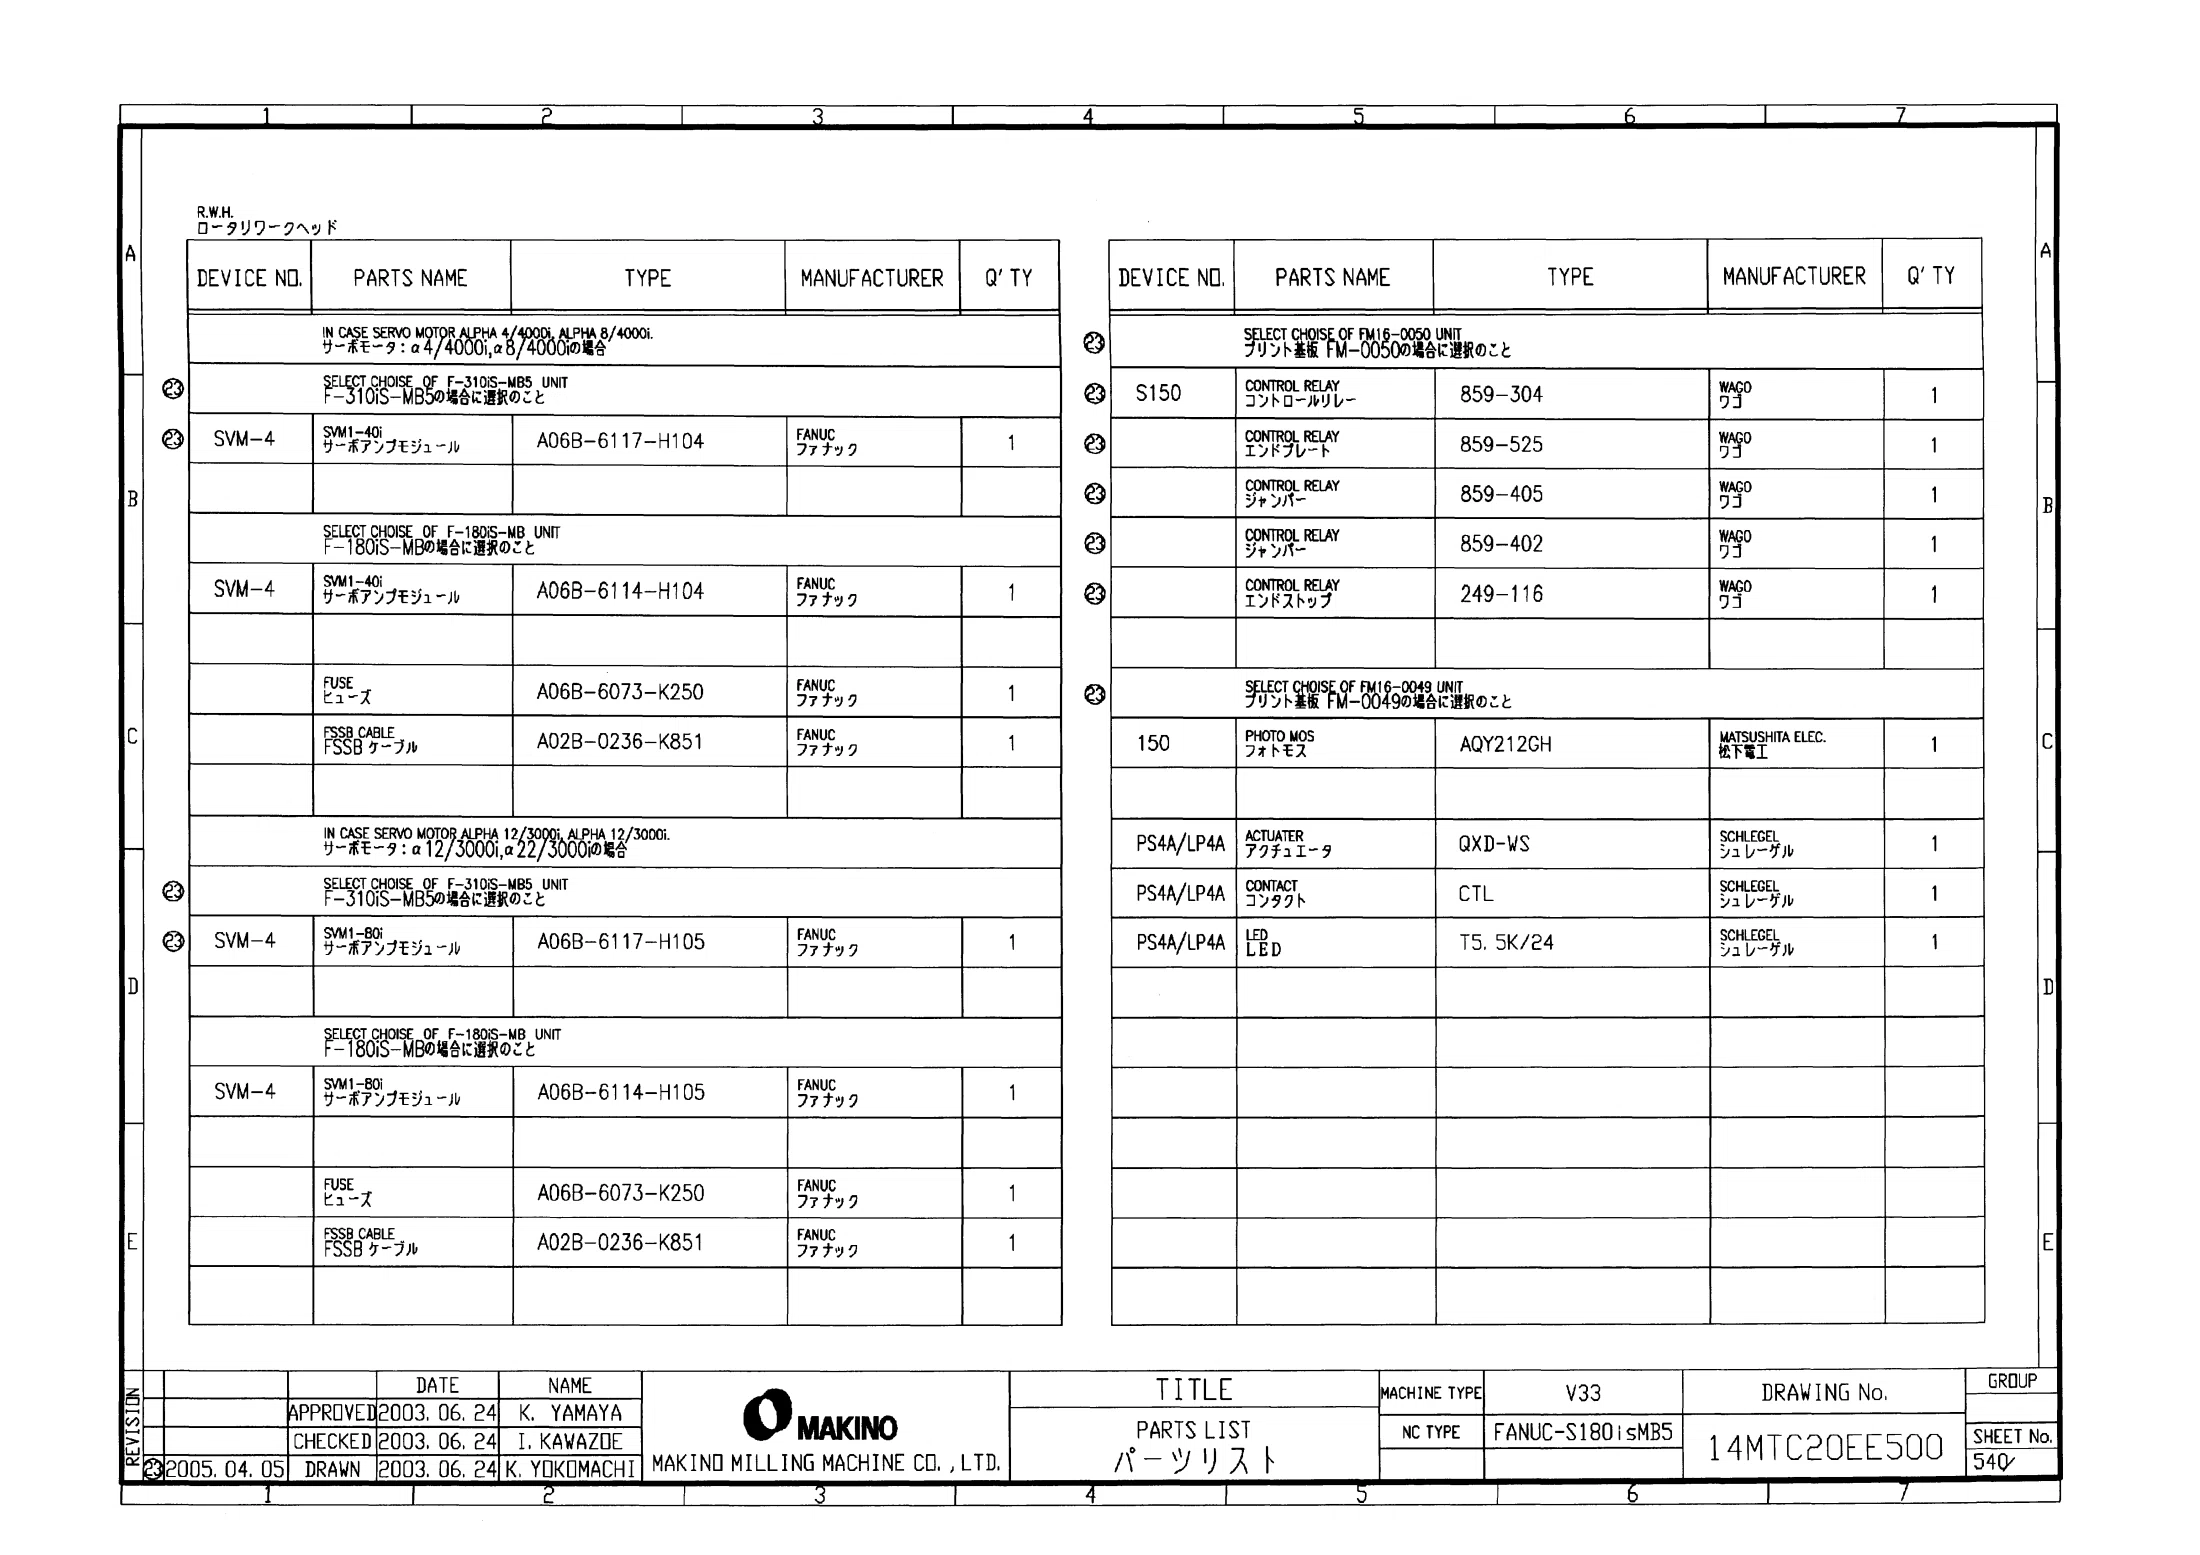 1 2 3 4 5 6 7
R.W.H.
ロータリワークヘッド
A A
DEVICE NO. PARTS NAME TYPE MANUFACTURER Q'TY
IN CASE SERVO MOTOR ALPHA 4/4000i, ALPHA 8/4000i.
サーボモータ：α4/4000i,α8/4000iの場合
㉓ SELECT CHOISE OF F-310iS-MB5 UNIT
F-310iS-MB5の場合に選択のこと
㉓ SVM-4 SVM1-40i A06B-6117-H104 FANUC 1
サーボアンプモジュール ファナック
B
SELECT CHOISE OF F-180iS-MB UNIT
F-180iS-MBの場合に選択のこと
SVM-4 SVM1-40i A06B-6114-H104 FANUC 1
サーボアンプモジュール ファナック
FUSE A06B-6073-K250 FANUC 1
ヒューズ ファナック
C
FSSB CABLE A02B-0236-K851 FANUC 1
FSSB ケーブル ファナック
IN CASE SERVO MOTOR ALPHA 12/3000i, ALPHA 12/3000i.
サーボモータ：α12/3000i,α22/3000iの場合
㉓ SELECT CHOISE OF F-310iS-MB5 UNIT
F-310iS-MB5の場合に選択のこと
㉓ SVM-4 SVM1-80i A06B-6117-H105 FANUC 1
サーボアンプモジュール ファナック
D
SELECT CHOISE OF F-180iS-MB UNIT
F-180iS-MBの場合に選択のこと
SVM-4 SVM1-80i A06B-6114-H105 FANUC 1
サーボアンプモジュール ファナック
FUSE A06B-6073-K250 FANUC 1
ヒューズ ファナック
E
FSSB CABLE A02B-0236-K851 FANUC 1
FSSB ケーブル ファナック
DEVICE NO. PARTS NAME TYPE MANUFACTURER Q'TY
㉓ SELECT CHOISE OF FM16-0050 UNIT
プリント基板 FM-0050の場合に選択のこと
㉓ S150 CONTROL RELAY 859-304 WAGO 1
コントロールリレー ワゴ
㉓ CONTROL RELAY 859-525 WAGO 1
エンドプレート ワゴ
㉓ CONTROL RELAY 859-405 WAGO 1
ジャンパー ワゴ
B
㉓ CONTROL RELAY 859-402 WAGO 1
ジャンパー ワゴ
㉓ CONTROL RELAY 249-116 WAGO 1
エンドストップ ワゴ
㉓ SELECT CHOISE OF FM16-0049 UNIT
プリント基板 FM-0049の場合に選択のこと
150 PHOTO MOS AQY212GH MATSUSHITA ELEC. 1
フォトモス 松下電工
C
PS4A/LP4A ACTUATER QXD-WS SCHLEGEL 1
アクチュエータ シュレーゲル
PS4A/LP4A CONTACT CTL SCHLEGEL 1
コンタクト シュレーゲル
PS4A/LP4A LED T5.5K/24 SCHLEGEL 1
LED シュレーゲル
D
E
REVISION
DATE NAME
APPROVED 2003.06.24 K. YAMAYA
CHECKED 2003.06.24 I. KAWAZOE
㉓ 2005.04.05 DRAWN 2003.06.24 K. YOKOMACHI
MAKINO
MAKINO MILLING MACHINE CO.,LTD.
TITLE
PARTS LIST
パーツリスト
MACHINE TYPE V33
NC TYPE FANUC-S180isMB5
DRAWING No.
14MTC20EE500
GROUP
SHEET No.
540/
1 2 3 4 5 6 7